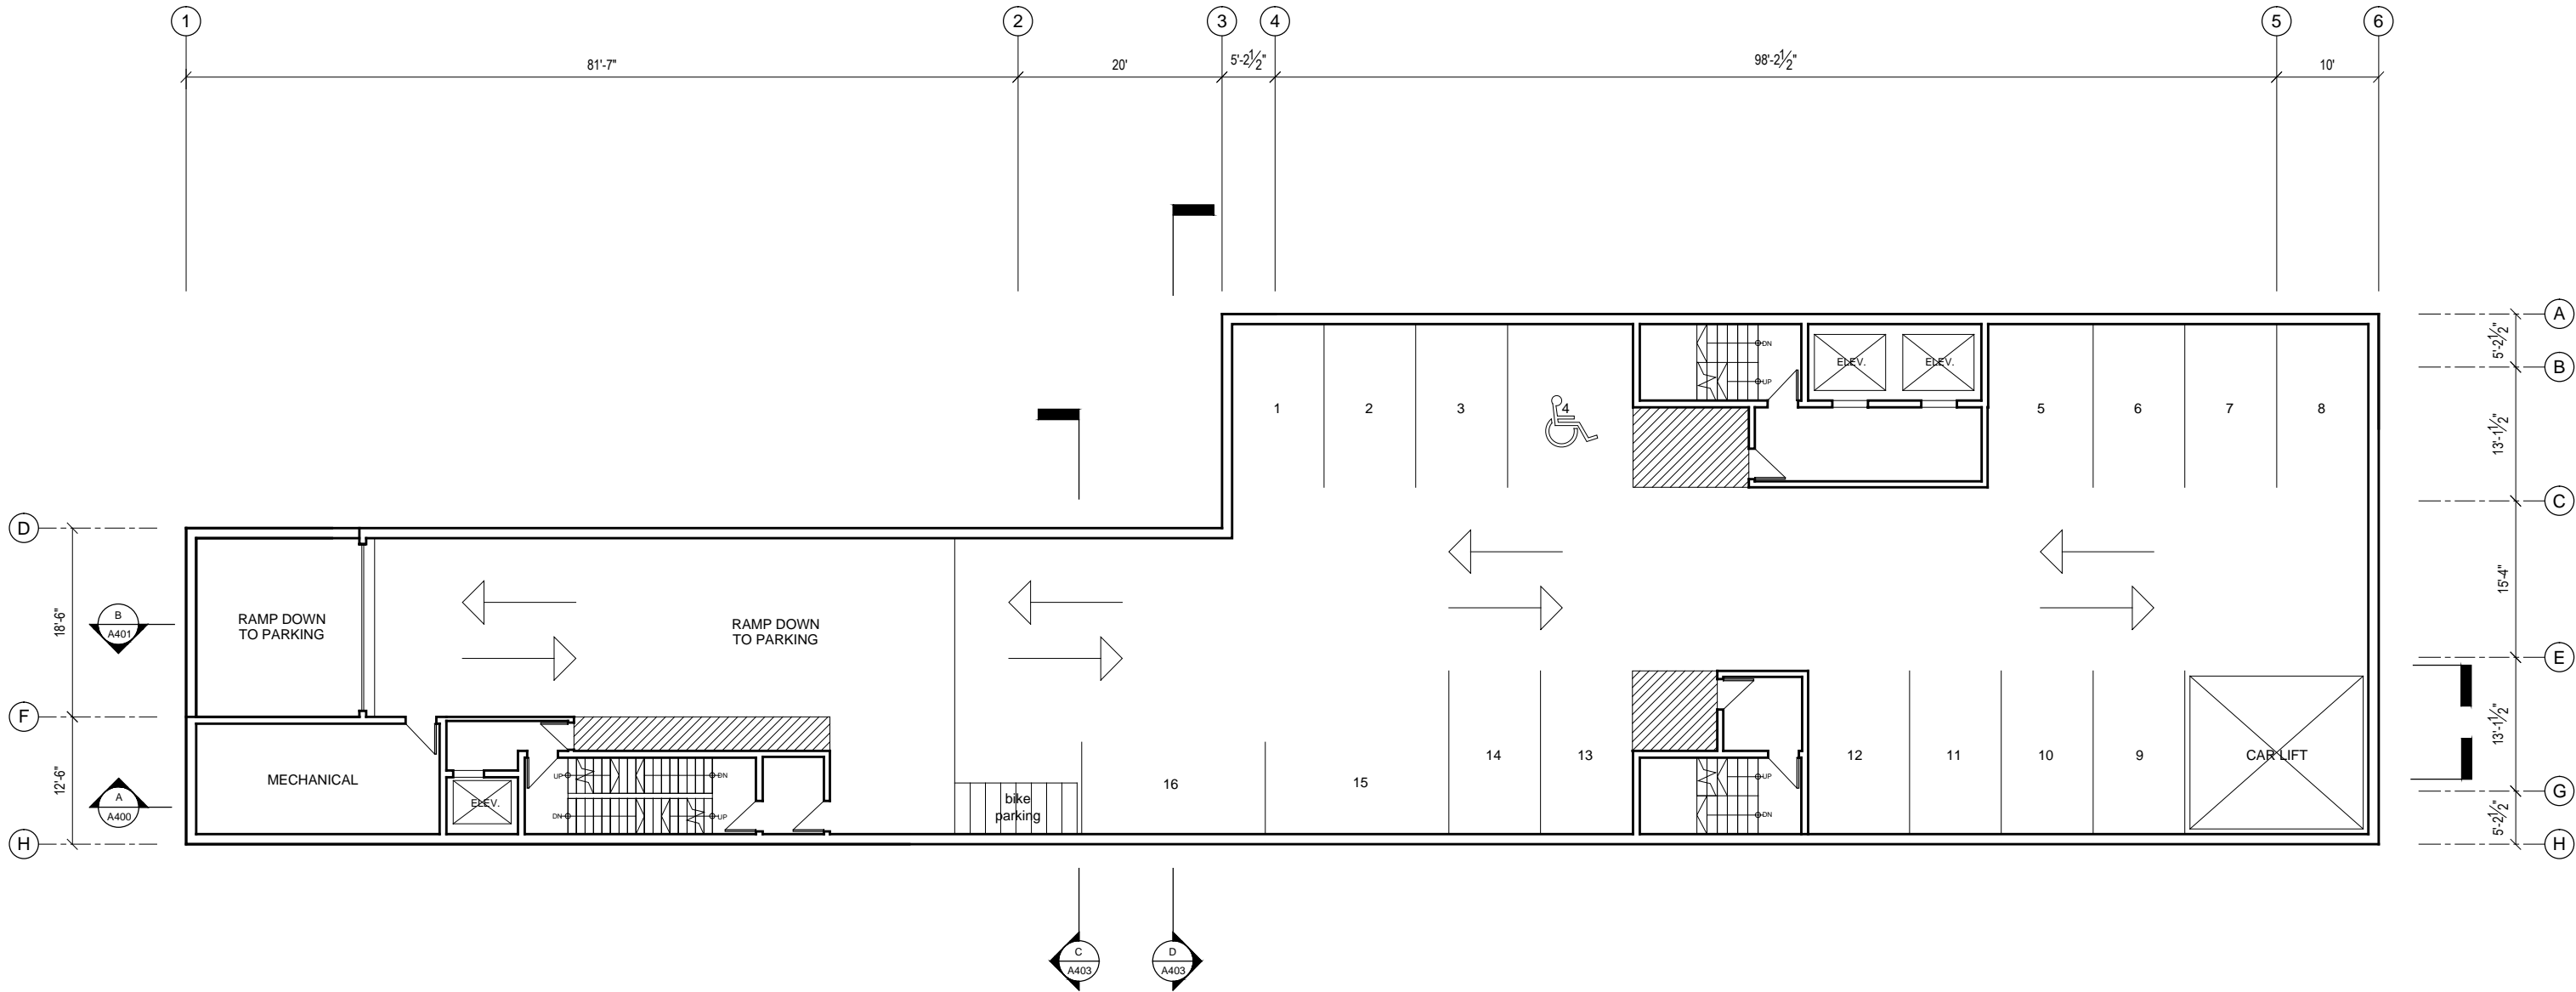 1 2 3 4 5 6
81'-7" 20' 5'-2½" 98'-2½" 10'
A
5'-2½"
B
DN
ELEV. ELEV.
UP
1 2 3 4 5 6 7 8
13'-1½"
C
D
15'-4"
18'-6"
B
A401
RAMP DOWN
TO PARKING
RAMP DOWN
TO PARKING
E
F
13'-1½"
14 13 12 11 10 9 CAR LIFT
16 15
MECHANICAL
UP DN
UP
12'-6"
A
A400
ELEV.
DN UP
bike
parking
DN
G
5'-2½"
H H
C
A403
D
A403